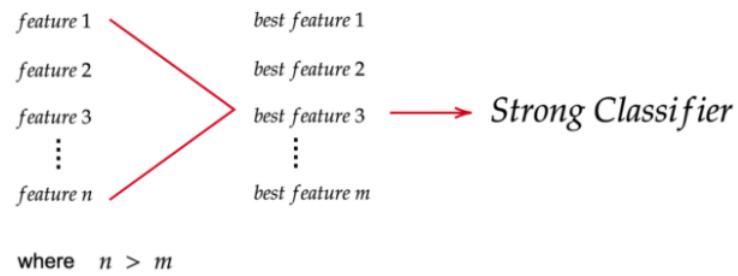 feature 1
feature 2
feature 3
feature n
best feature 1
best feature 2
best feature 3
best feature m
Strong Classifier
where n > m